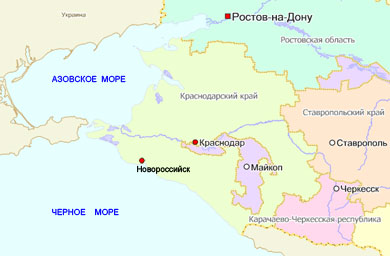 Украина
Ростов-на-Дону
Ростовская область
АЗОВСКОЕ МОРЕ
Краснодарский край
Ставропольский край
Краснодар
Ставрополь
Новороссийск
Майкоп
Черкесск
ЧЕРНОЕ МОРЕ
Карачаево-Черкесская республика